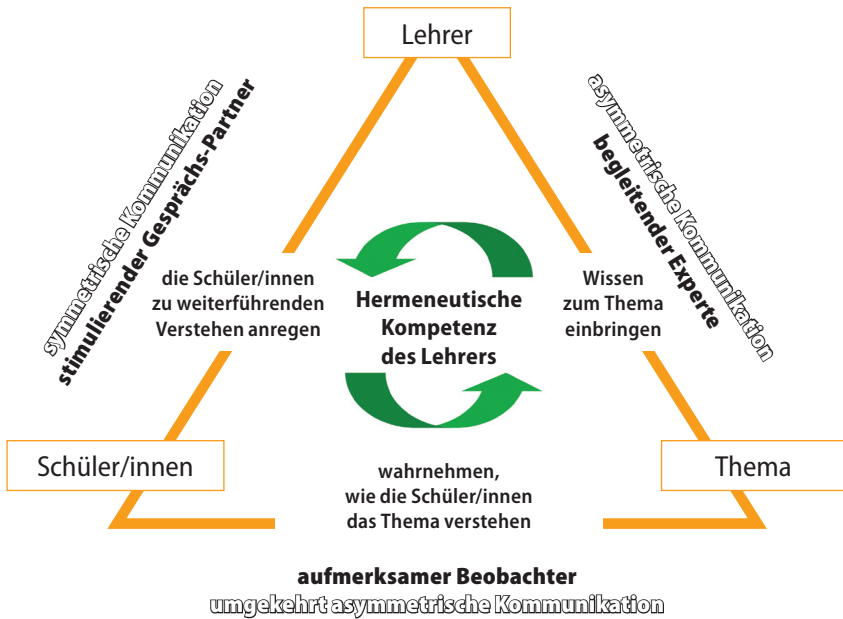 Lehrer
symmetrische Kommunikation
stimulierender Gesprächs-Partner
asymmetrische Kommunikation
begleitender Experte
die Schüler/innen
zu weiterführenden
Verstehen anregen
Hermeneutische
Kompetenz
des Lehrers
Wissen
zum Thema
einbringen
Schüler/innen
Thema
wahrnehmen,
wie die Schüler/innen
das Thema verstehen
aufmerksamer Beobachter
umgekehrt asymmetrische Kommunikation